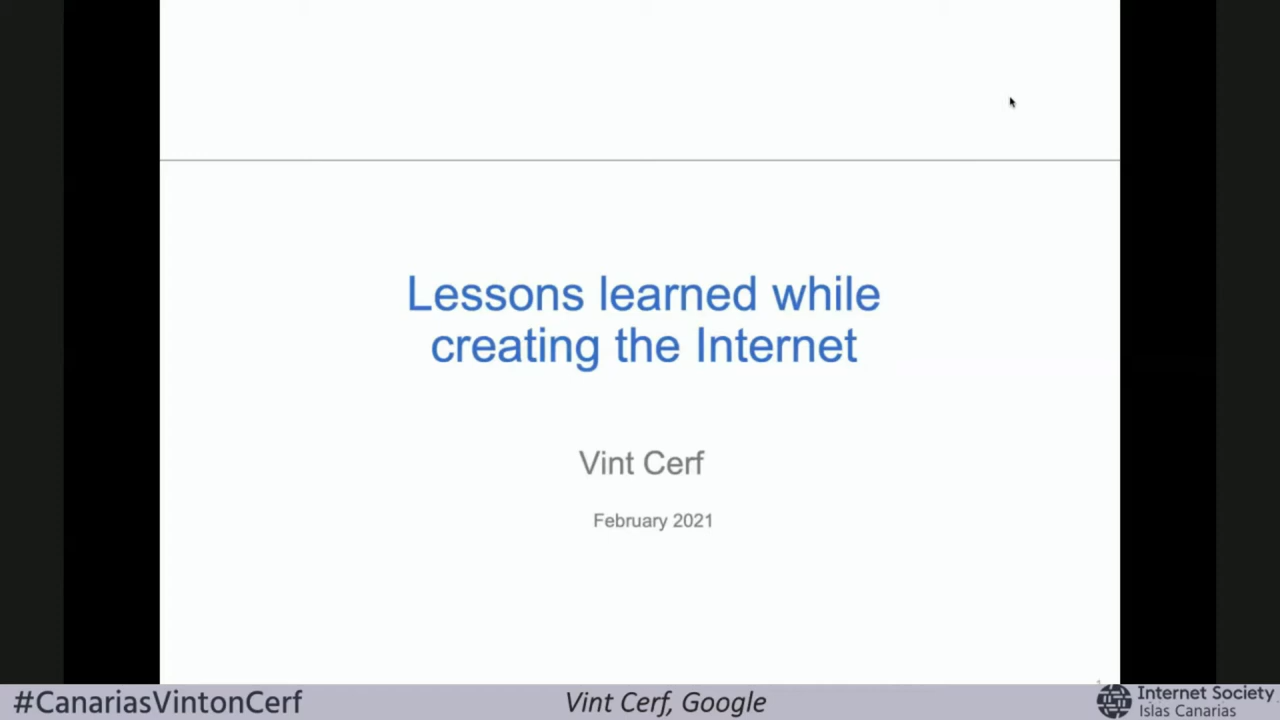 Lessons learned while
creating the Internet
Vint Cerf
February 2021
#CanariasVintonCerf
Vint Cerf, Google
Internet Society
Islas Canarias